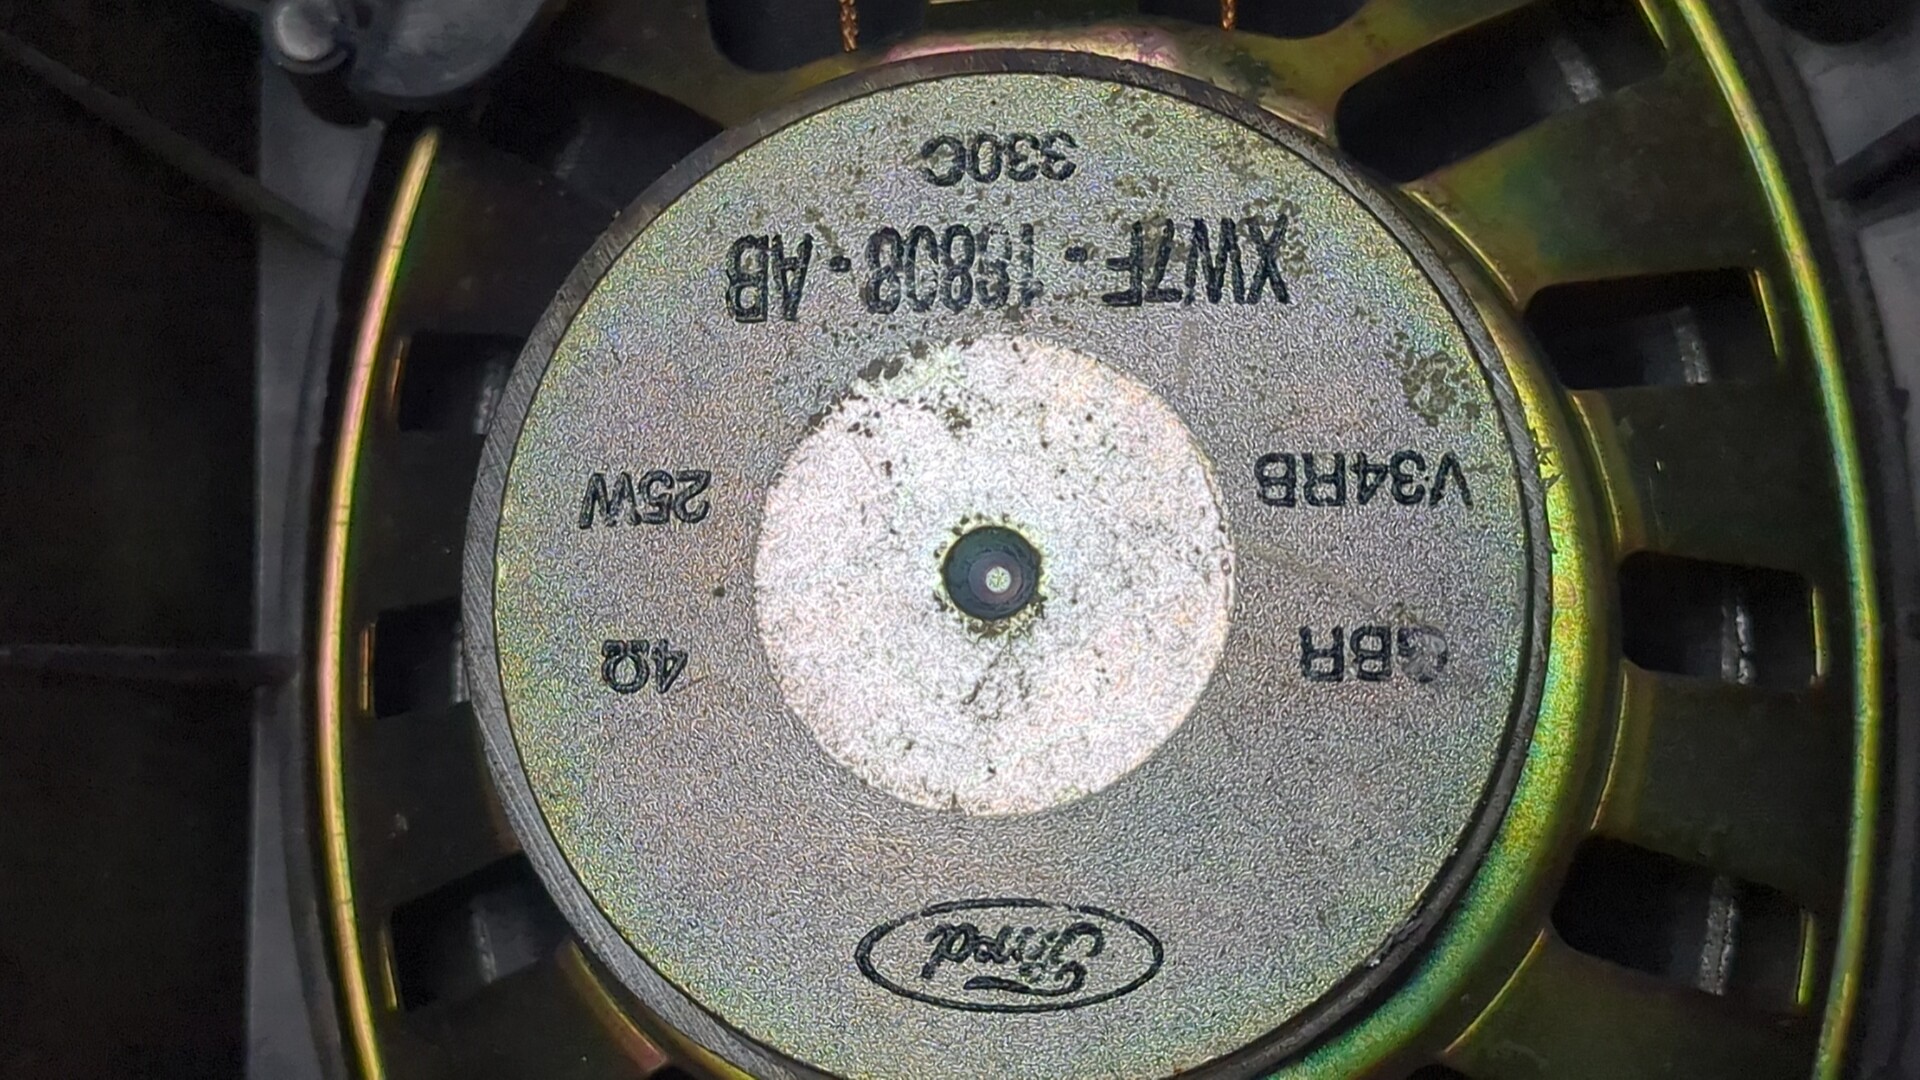 Ford
GBR 4Ω
V34RB 25W
XW7F - 18808 - AB
330C